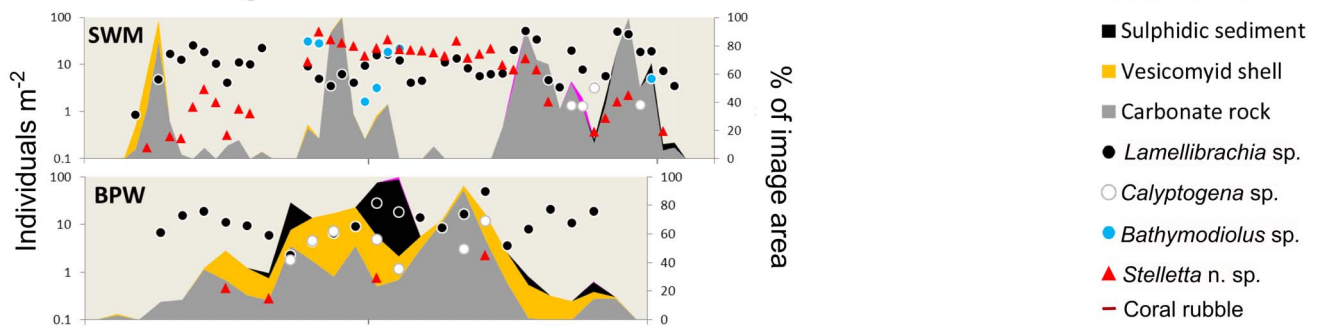 SWM
100
10
1
0.1
100
80
60
40
20
0
BPW
100
10
1
0.1
100
80
60
40
20
0
Individuals m-2
% of image area
Sulphidic sediment
Vesicomyid shell
Carbonate rock
Lamellibrachia sp.
Calyptogena sp.
Bathymodiolus sp.
Stelletta n. sp.
Coral rubble